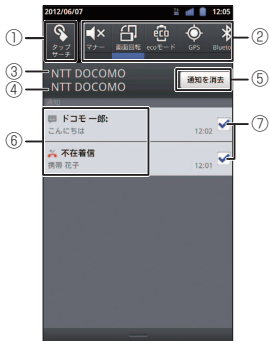 2012/06/07 12:05
① タップサーチ マナー 画面回転 ecoモード GPS Bluetoo ②
③ NTT DOCOMO
④ NTT DOCOMO
通知を消去 ⑤
通知
ドコモ 一郎:
こんにちは 12:02 ⑦
⑥
不在着信
携帯 花子 12:01